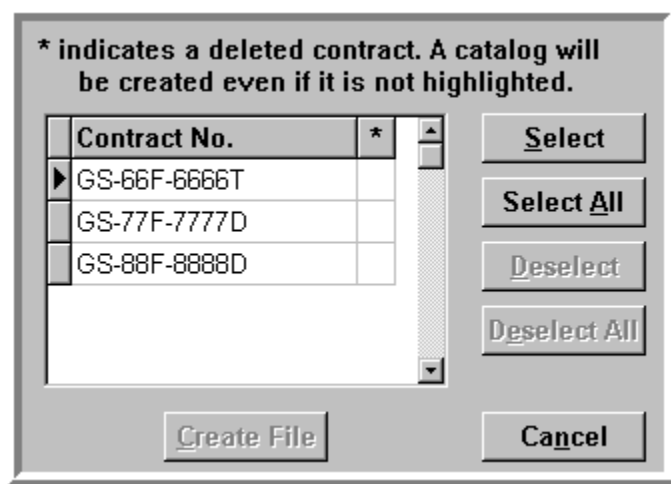 * indicates a deleted contract. A catalog will
be created even if it is not highlighted.
Contract No. *
GS-66F-6666T
GS-77F-7777D
GS-88F-8888D
Select
Select All
Deselect
Deselect All
Create File
Cancel